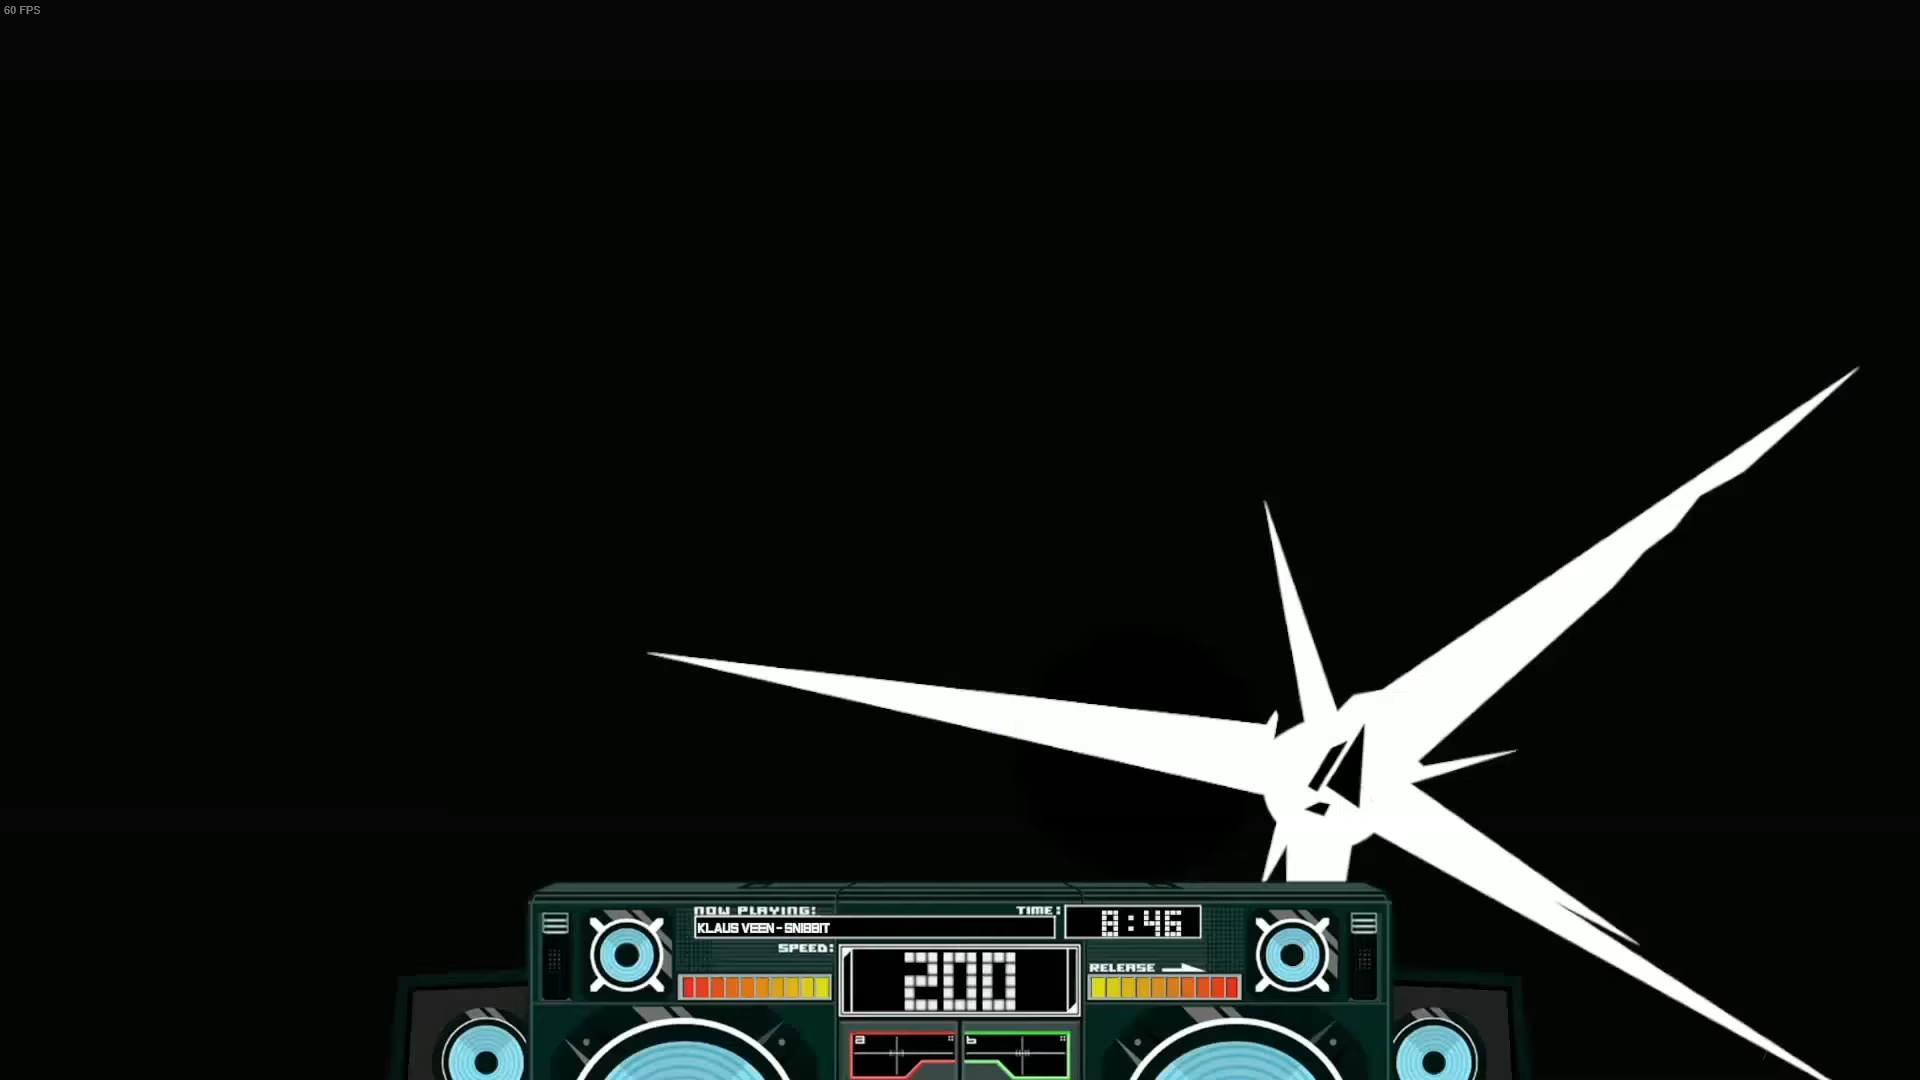 60 FPS
NOW PLAYING:
KLAUS VEEN - SNIBBIT
TIME:
8:46
SPEED:
200
RELEASE
a
b